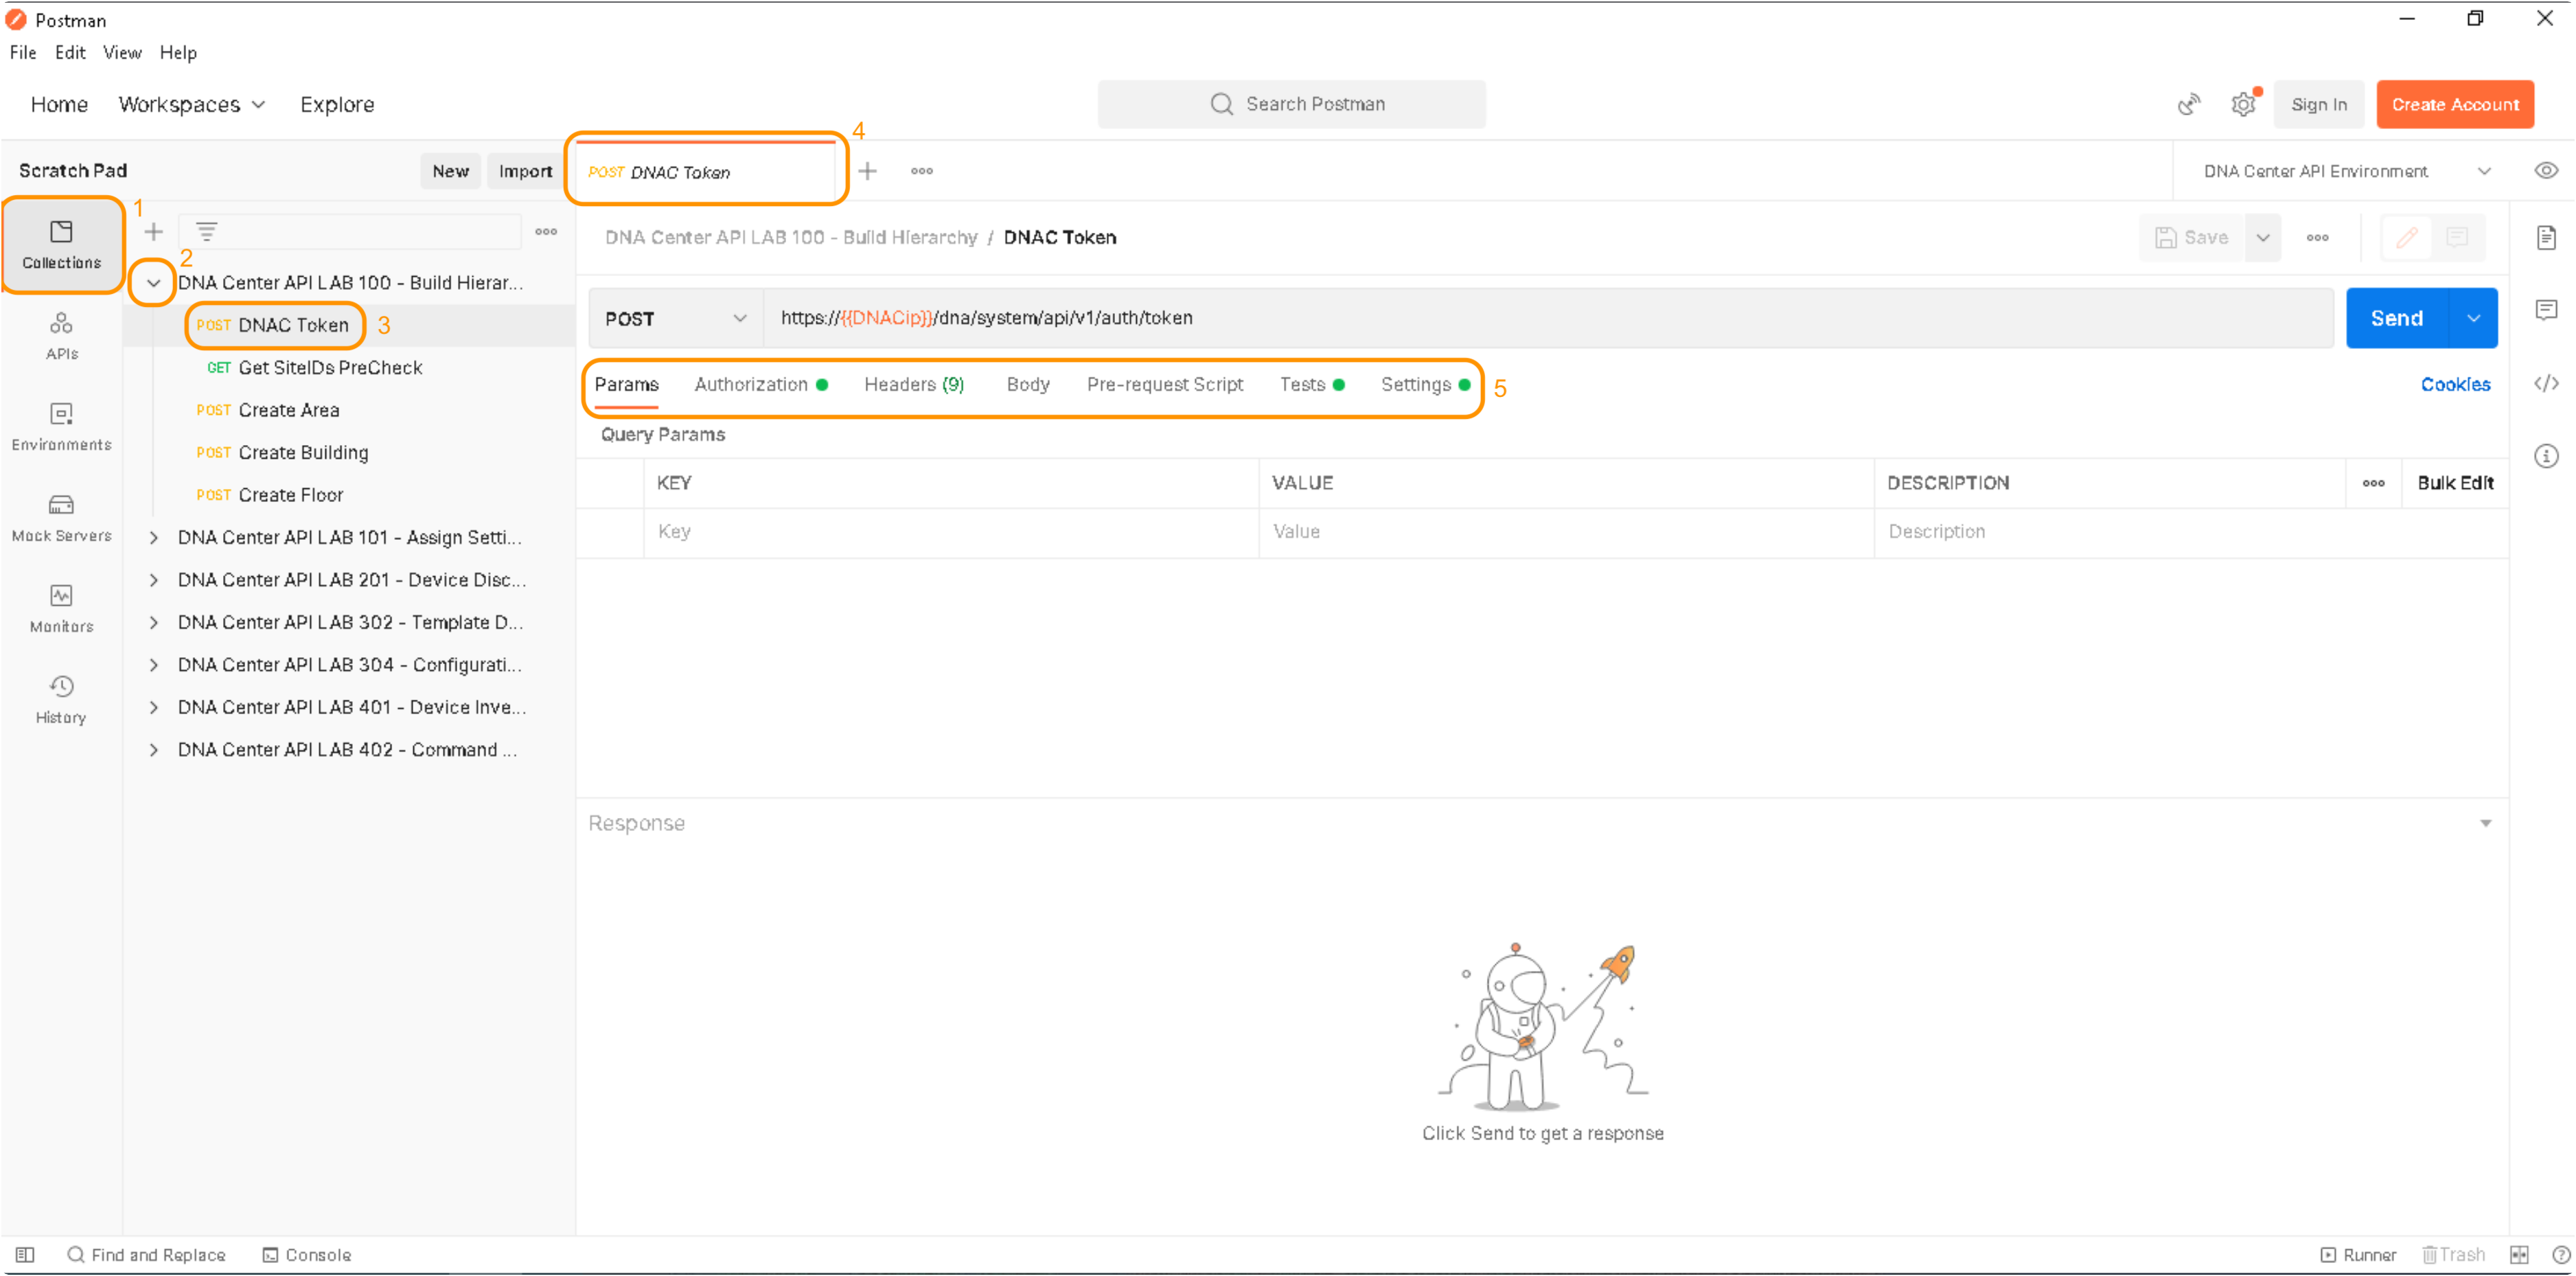 Postman
File Edit View Help
Home Workspaces Explore
Search Postman
Sign In
Create Account
Scratch Pad
New
Import
POST DNAC Token
4
DNA Center API Environment
Collections
1
APIs
Environments
Mock Servers
Monitors
History
2
DNA Center API LAB 100 - Build Hierar...
POST DNAC Token
3
GET Get SiteIDs PreCheck
POST Create Area
POST Create Building
POST Create Floor
DNA Center API LAB 101 - Assign Setti...
DNA Center API LAB 201 - Device Disc...
DNA Center API LAB 302 - Template D...
DNA Center API LAB 304 - Configurati...
DNA Center API LAB 401 - Device Inve...
DNA Center API LAB 402 - Command ...
DNA Center API LAB 100 - Build Hierarchy / DNAC Token
Save
POST
https://{{DNACip}}/dna/system/api/v1/auth/token
Send
Params Authorization Headers (9) Body Pre-request Script Tests Settings
5
Cookies
Query Params
KEY VALUE DESCRIPTION Bulk Edit
Key Value Description
Response
Click Send to get a response
Find and Replace Console
Runner Trash